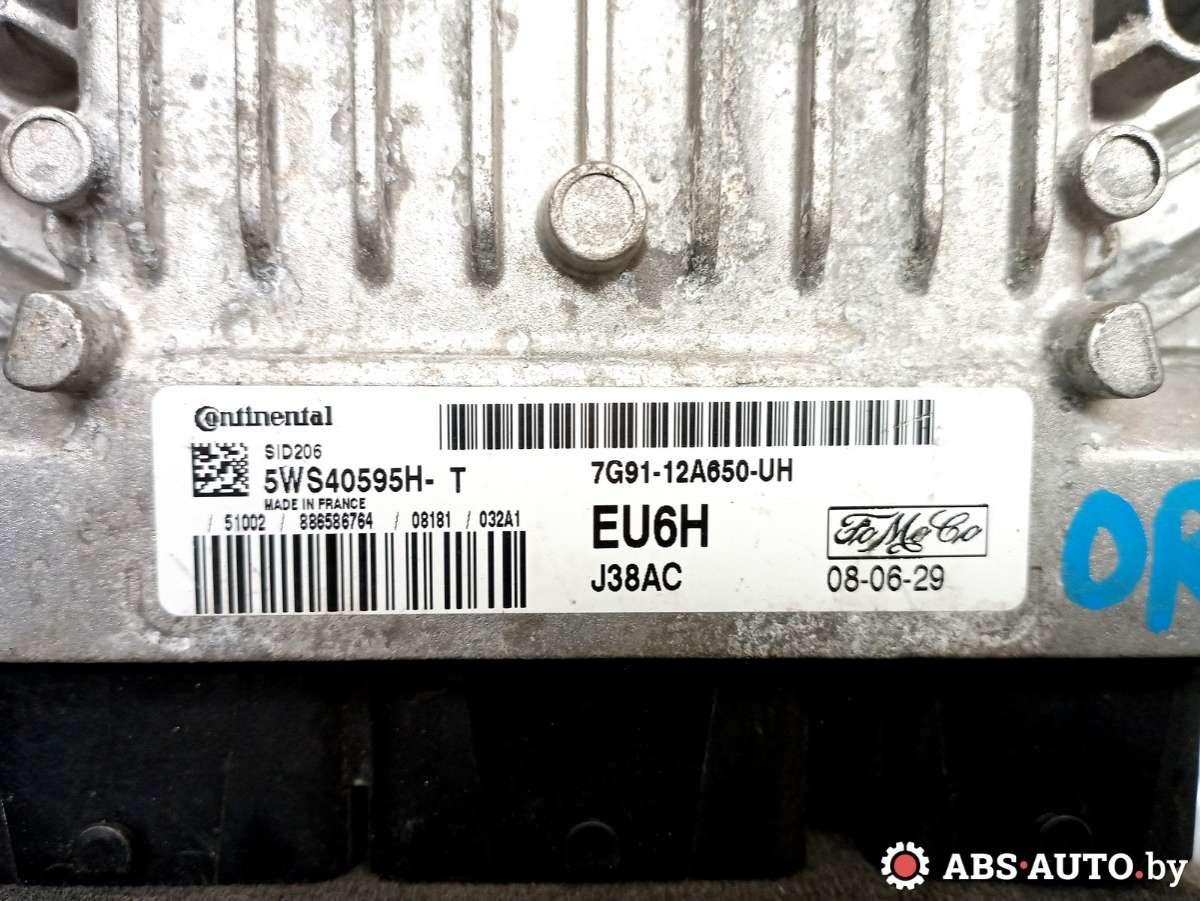 Continental
SID206
5WS40595H- T
MADE IN FRANCE
/ 51002 / 886586764 / 08181 / 032A1
7G91-12A650-UH
EU6H
J38AC
FoMoCo
08-06-29
ABS·AUTO.by